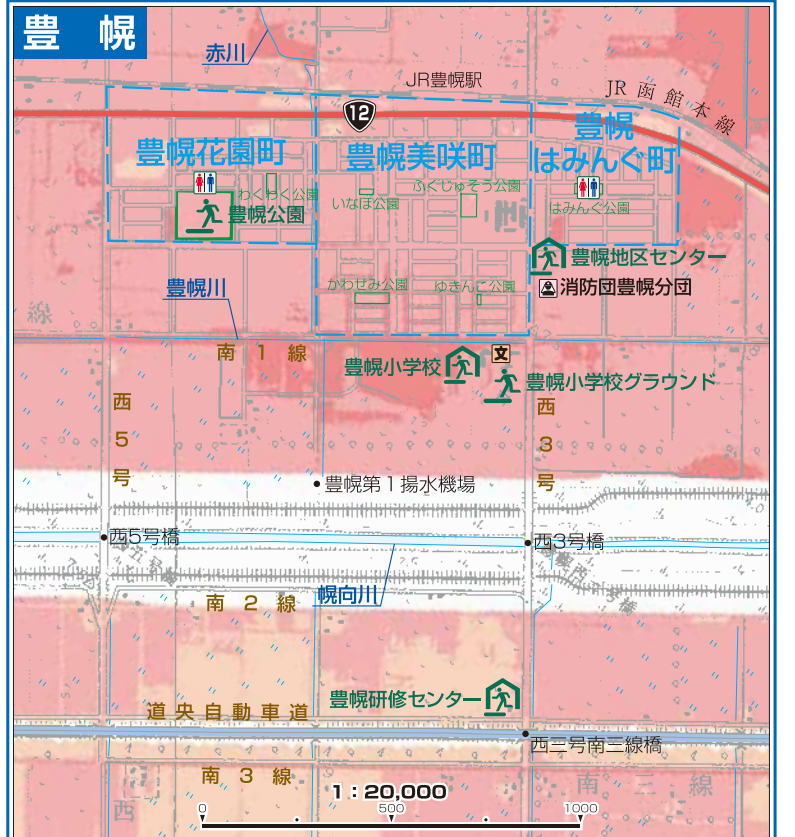 豊 幌
赤川
JR豊幌駅
JR 函館本線
12
豊幌花園町
豊幌美咲町
豊幌
はみんぐ町
わくわく公園
豊幌公園
いなほ公園
ふくじゅそう公園
はみんぐ公園
豊幌地区センター
消防団豊幌分団
かわせみ公園
ゆきんこ公園
豊幌川
線
南1線
豊幌小学校
文
豊幌小学校グラウンド
西5号
西3号
豊幌第1揚水機場
西5号橋
西3号橋
南2線
幌向川
豊幌研修センター
道央自動車道
西三号南三線橋
南3線
西
南三線
1:20,000
0
500
1000